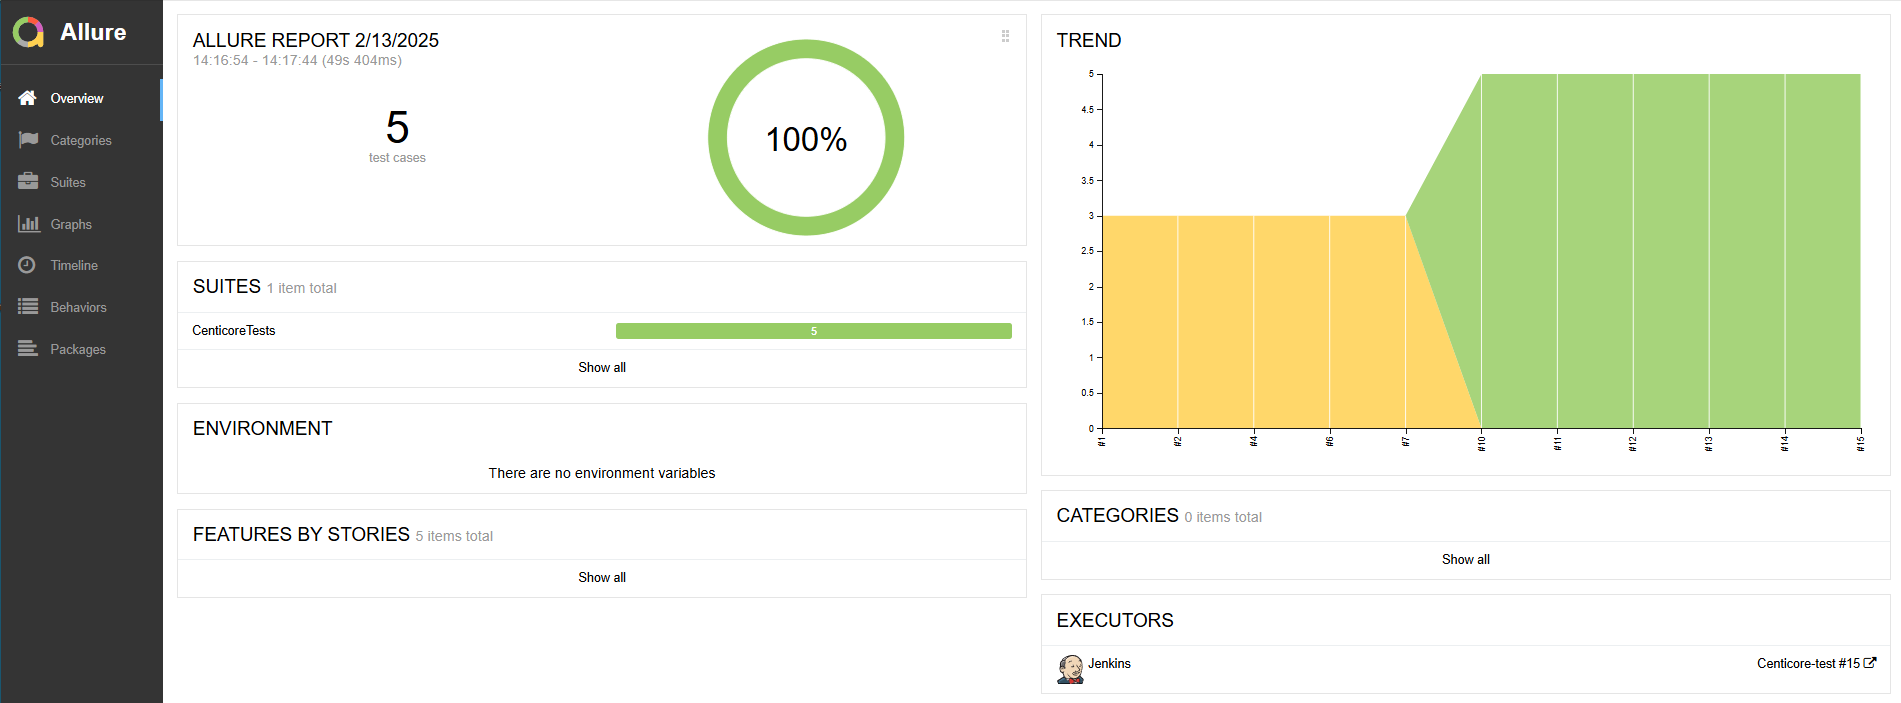 Allure
Overview
Categories
Suites
Graphs
Timeline
Behaviors
Packages
ALLURE REPORT 2/13/2025
14:16:54 - 14:17:44 (49s 404ms)
5
test cases
100%
SUITES 1 item total
CenticoreTests 5
Show all
ENVIRONMENT
There are no environment variables
FEATURES BY STORIES 5 items total
Show all
TREND
5
4.5
4
3.5
3
2.5
2
1.5
1
0.5
0
#1 #2 #4 #6 #7 #10 #11 #12 #13 #14 #15
CATEGORIES 0 items total
Show all
EXECUTORS
Jenkins Centicore-test #15